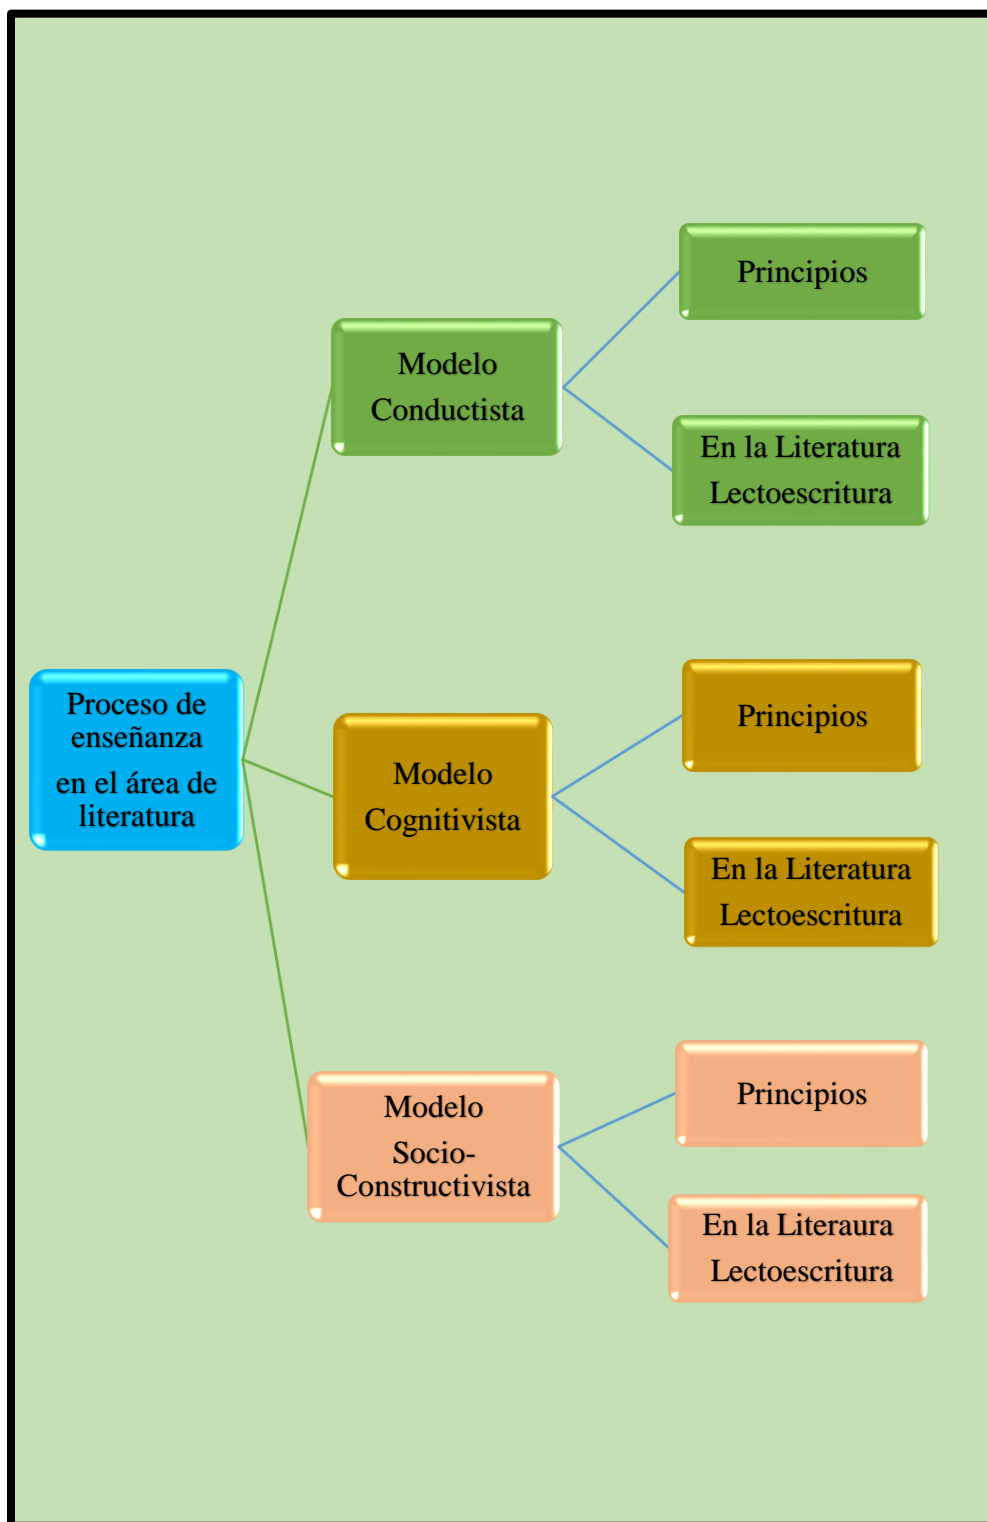 Proceso de
enseñanza
en el área de
literatura
Modelo
Conductista
Principios
En la Literatura
Lectoescritura
Modelo
Cognitivista
Principios
En la Literatura
Lectoescritura
Modelo
Socio-
Constructivista
Principios
En la Literaura
Lectoescritura